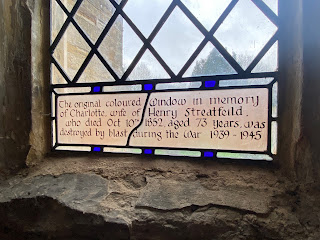 The original coloured Window in memory
of Charlotte, wife of Henry Streatfeild.
who died Oct 10th 1852, aged 73 years, was
destroyed by blast during the war 1939-1945